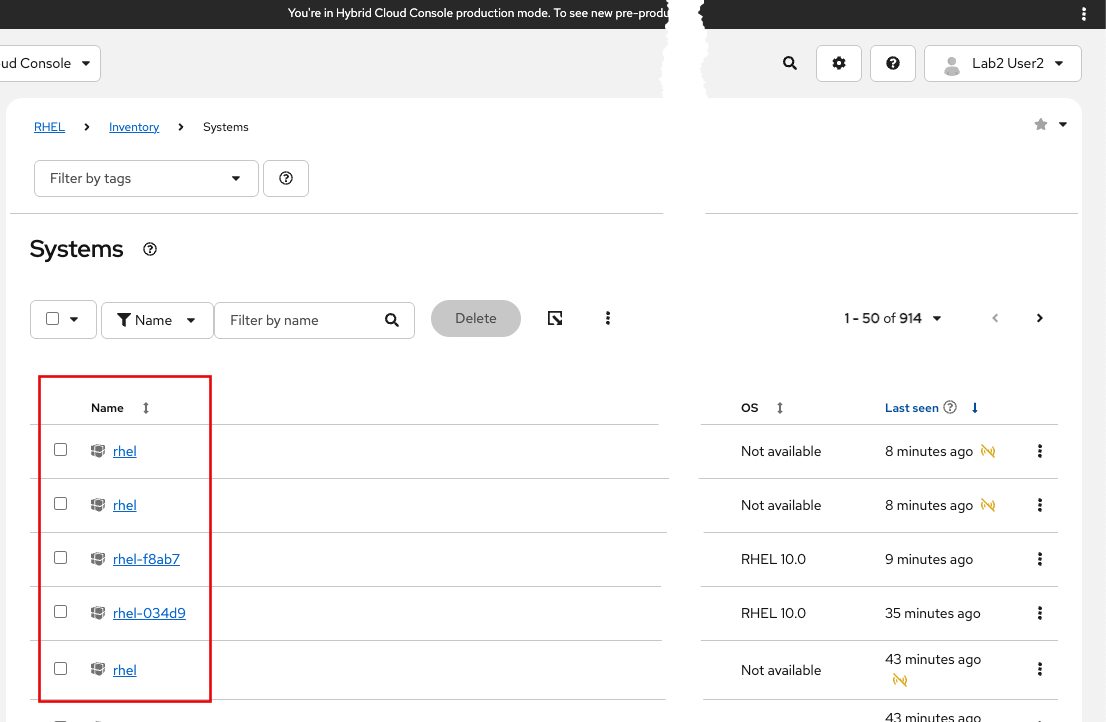 You're in Hybrid Cloud Console production mode. To see new pre-produ
ud Console
Lab2 User2
RHEL > Inventory > Systems
Filter by tags
Systems
Name
Filter by name
Delete
1 - 50 of 914
Name
OS
Last seen
rhel
Not available
8 minutes ago
rhel
Not available
8 minutes ago
rhel-f8ab7
RHEL 10.0
9 minutes ago
rhel-034d9
RHEL 10.0
35 minutes ago
rhel
Not available
43 minutes ago
43 minutes ago